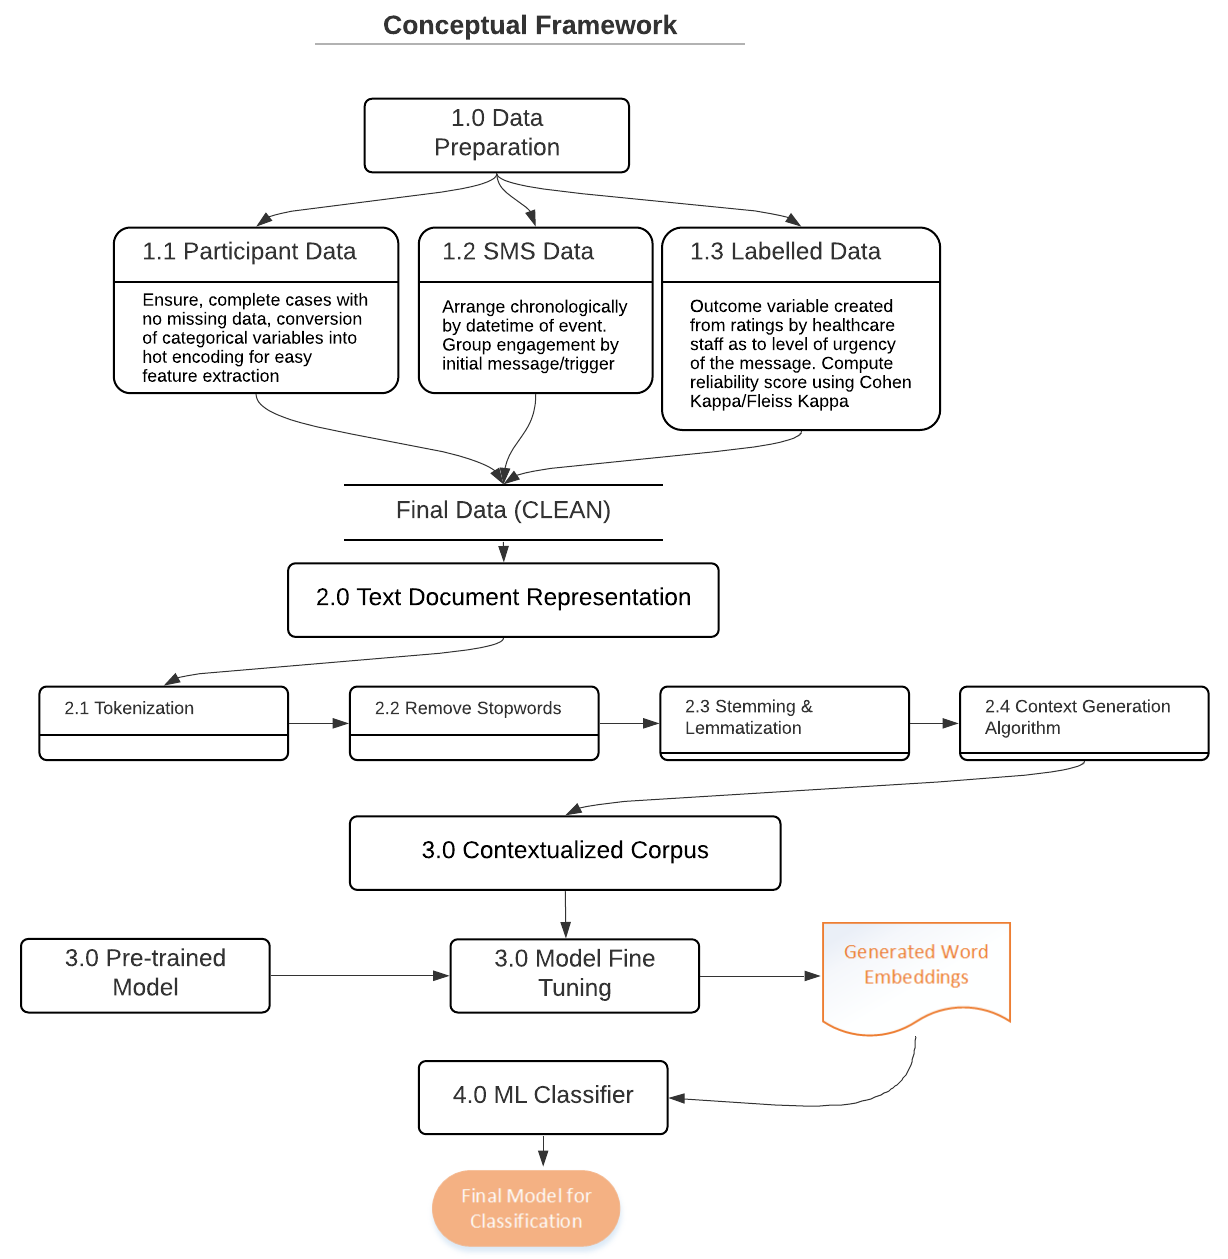 Conceptual Framework
1.0 Data
Preparation
1.1 Participant Data
Ensure, complete cases with
no missing data, conversion
of categorical variables into
hot encoding for easy
feature extraction
1.2 SMS Data
Arrange chronologically
by datetime of event.
Group engagement by
initial message/trigger
1.3 Labelled Data
Outcome variable created
from ratings by healthcare
staff as to level of urgency
of the message. Compute
reliability score using Cohen
Kappa/Fleiss Kappa
Final Data (CLEAN)
2.0 Text Document Representation
2.1 Tokenization
2.2 Remove Stopwords
2.3 Stemming &
Lemmatization
2.4 Context Generation
Algorithm
3.0 Contextualized Corpus
3.0 Pre-trained
Model
3.0 Model Fine
Tuning
Generated Word
Embeddings
4.0 ML Classifier
Final Model for
Classification